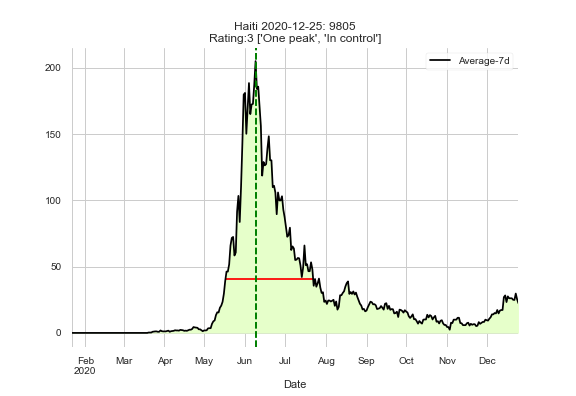 Haiti 2020-12-25: 9805
Rating:3 ['One peak', 'In control']
Average-7d
200
150
100
50
0
Feb Mar Apr May Jun Jul Aug Sep Oct Nov Dec
2020
Date